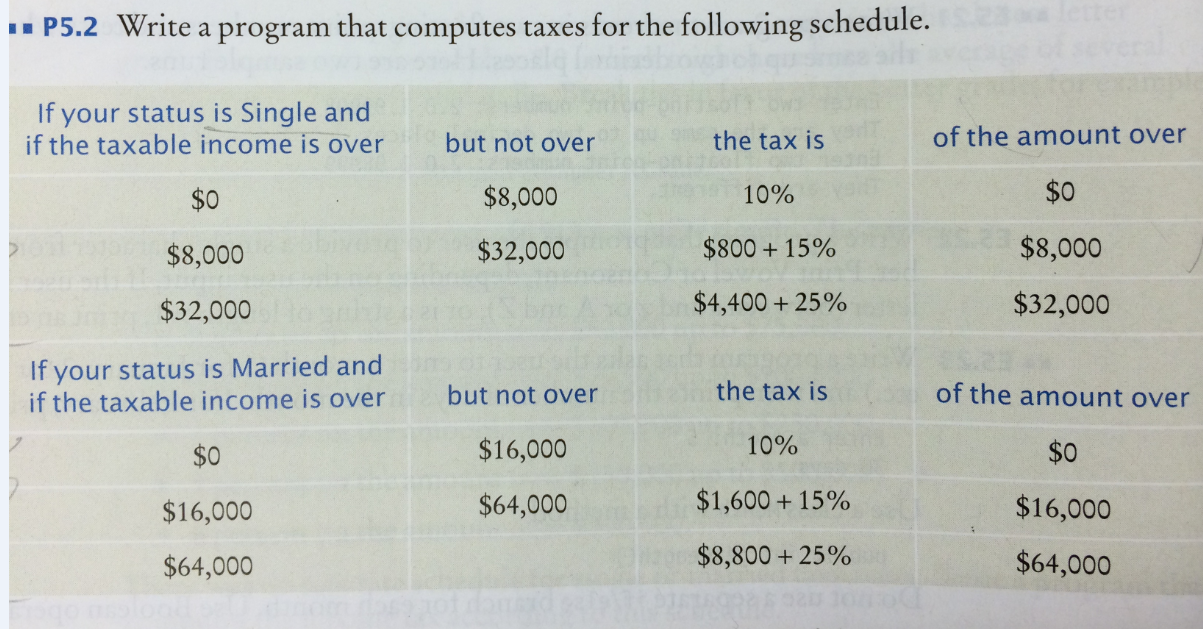 P5.2 Write a program that computes taxes for the following schedule.
If your status is Single and
if the taxable income is over but not over the tax is of the amount over
$0 $8,000 10% $0
$8,000 $32,000 $800 + 15% $8,000
$32,000 $4,400 + 25% $32,000
If your status is Married and
if the taxable income is over but not over the tax is of the amount over
$0 $16,000 10% $0
$16,000 $64,000 $1,600 + 15% $16,000
$64,000 $8,800 + 25% $64,000